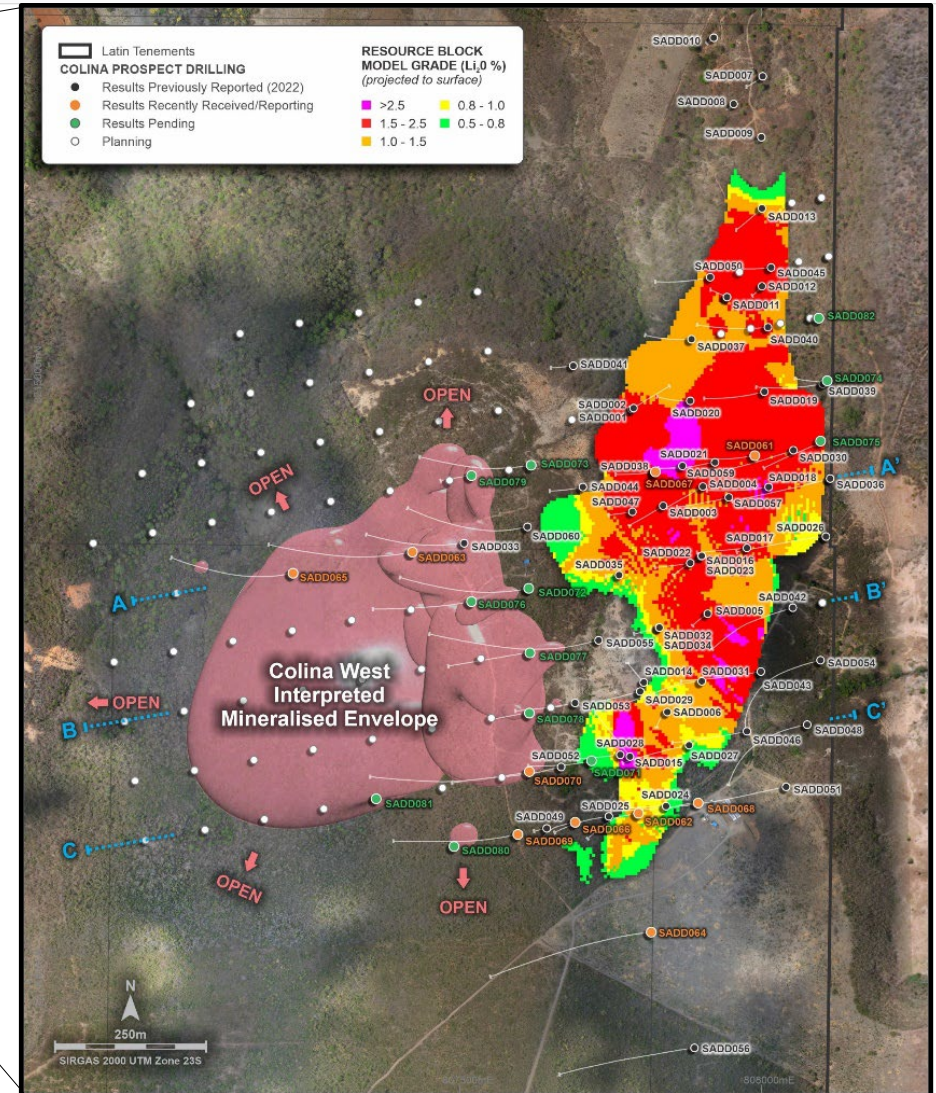 Latin Tenements
COLINA PROSPECT DRILLING
Results Previously Reported (2022)
Results Recently Received/Reporting
Results Pending
Planning
RESOURCE BLOCK
MODEL GRADE (Li₂0 %)
(projected to surface)
>2.5
0.8 - 1.0
1.5 - 2.5
0.5 - 0.8
1.0 - 1.5
SADD010
SADD007
SADD008
SADD009
SADD013
SADD050
SADD045
SADD012
SADD011
SADD082
SADD040
SADD037
SADD041
SADD074
SADD039
SADD019
SADD002
SADD001
SADD020
OPEN
SADD075
SADD061
SADD030
SADD021
SADD038
SADD059
SADD073
SADD079
SADD067
A'
SADD036
SADD018
SADD004
SADD044
SADD057
SADD047
SADD003
OPEN
SADD026
SADD060
SADD033
SADD017
SADD063
SADD022
SADD016
SADD023
SADD065
SADD035
A
SADD072
B'
SADD042
SADD076
SADD005
SADD032
SADD034
SADD055
SADD077
SADD054
Colina West
Interpreted
Mineralised Envelope
SADD014
SADD031
SADD043
SADD029
OPEN
SADD053
SADD006
C'
SADD078
B
SADD048
SADD046
SADD028
SADD027
SADD052
SADD015
SADD071
SADD070
SADD051
SADD081
SADD024
SADD068
SADD025
SADD062
SADD049
SADD066
SADD069
C
SADD080
OPEN
OPEN
SADD064
N
250m
SIRGAS 2000 UTM Zone 23S
SADD056
808000mE